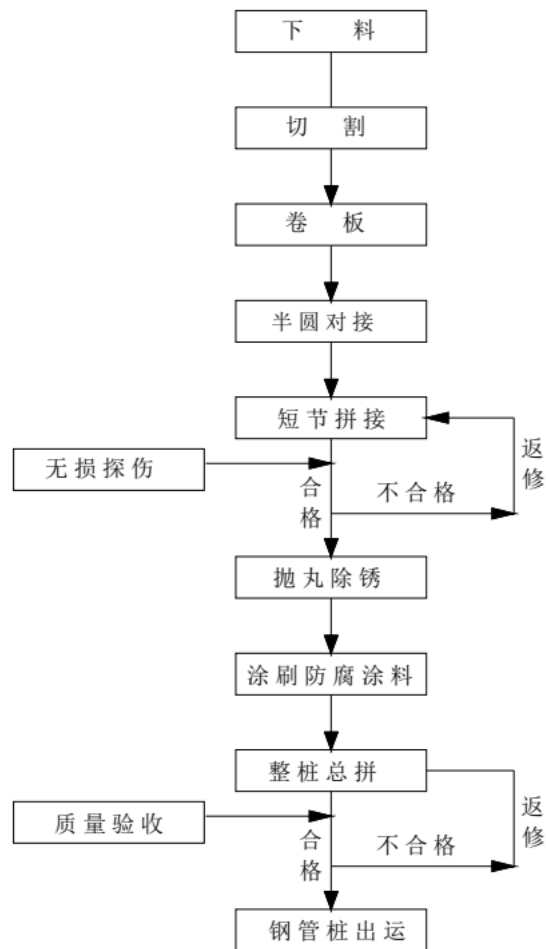 下 料
切 割
卷 板
半圆对接
短节拼接
无损探伤
合格
不合格
返修
抛丸除锈
涂刷防腐涂料
整桩总拼
质量验收
合格
不合格
返修
钢管桩出运